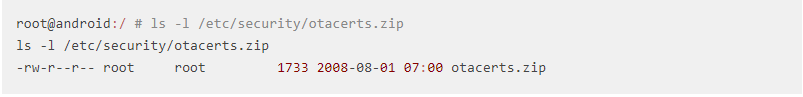 root@android:/ # ls -l /etc/security/otacerts.zip
ls -l /etc/security/otacerts.zip
-rw-r--r-- root     root         1733 2008-08-01 07:00 otacerts.zip